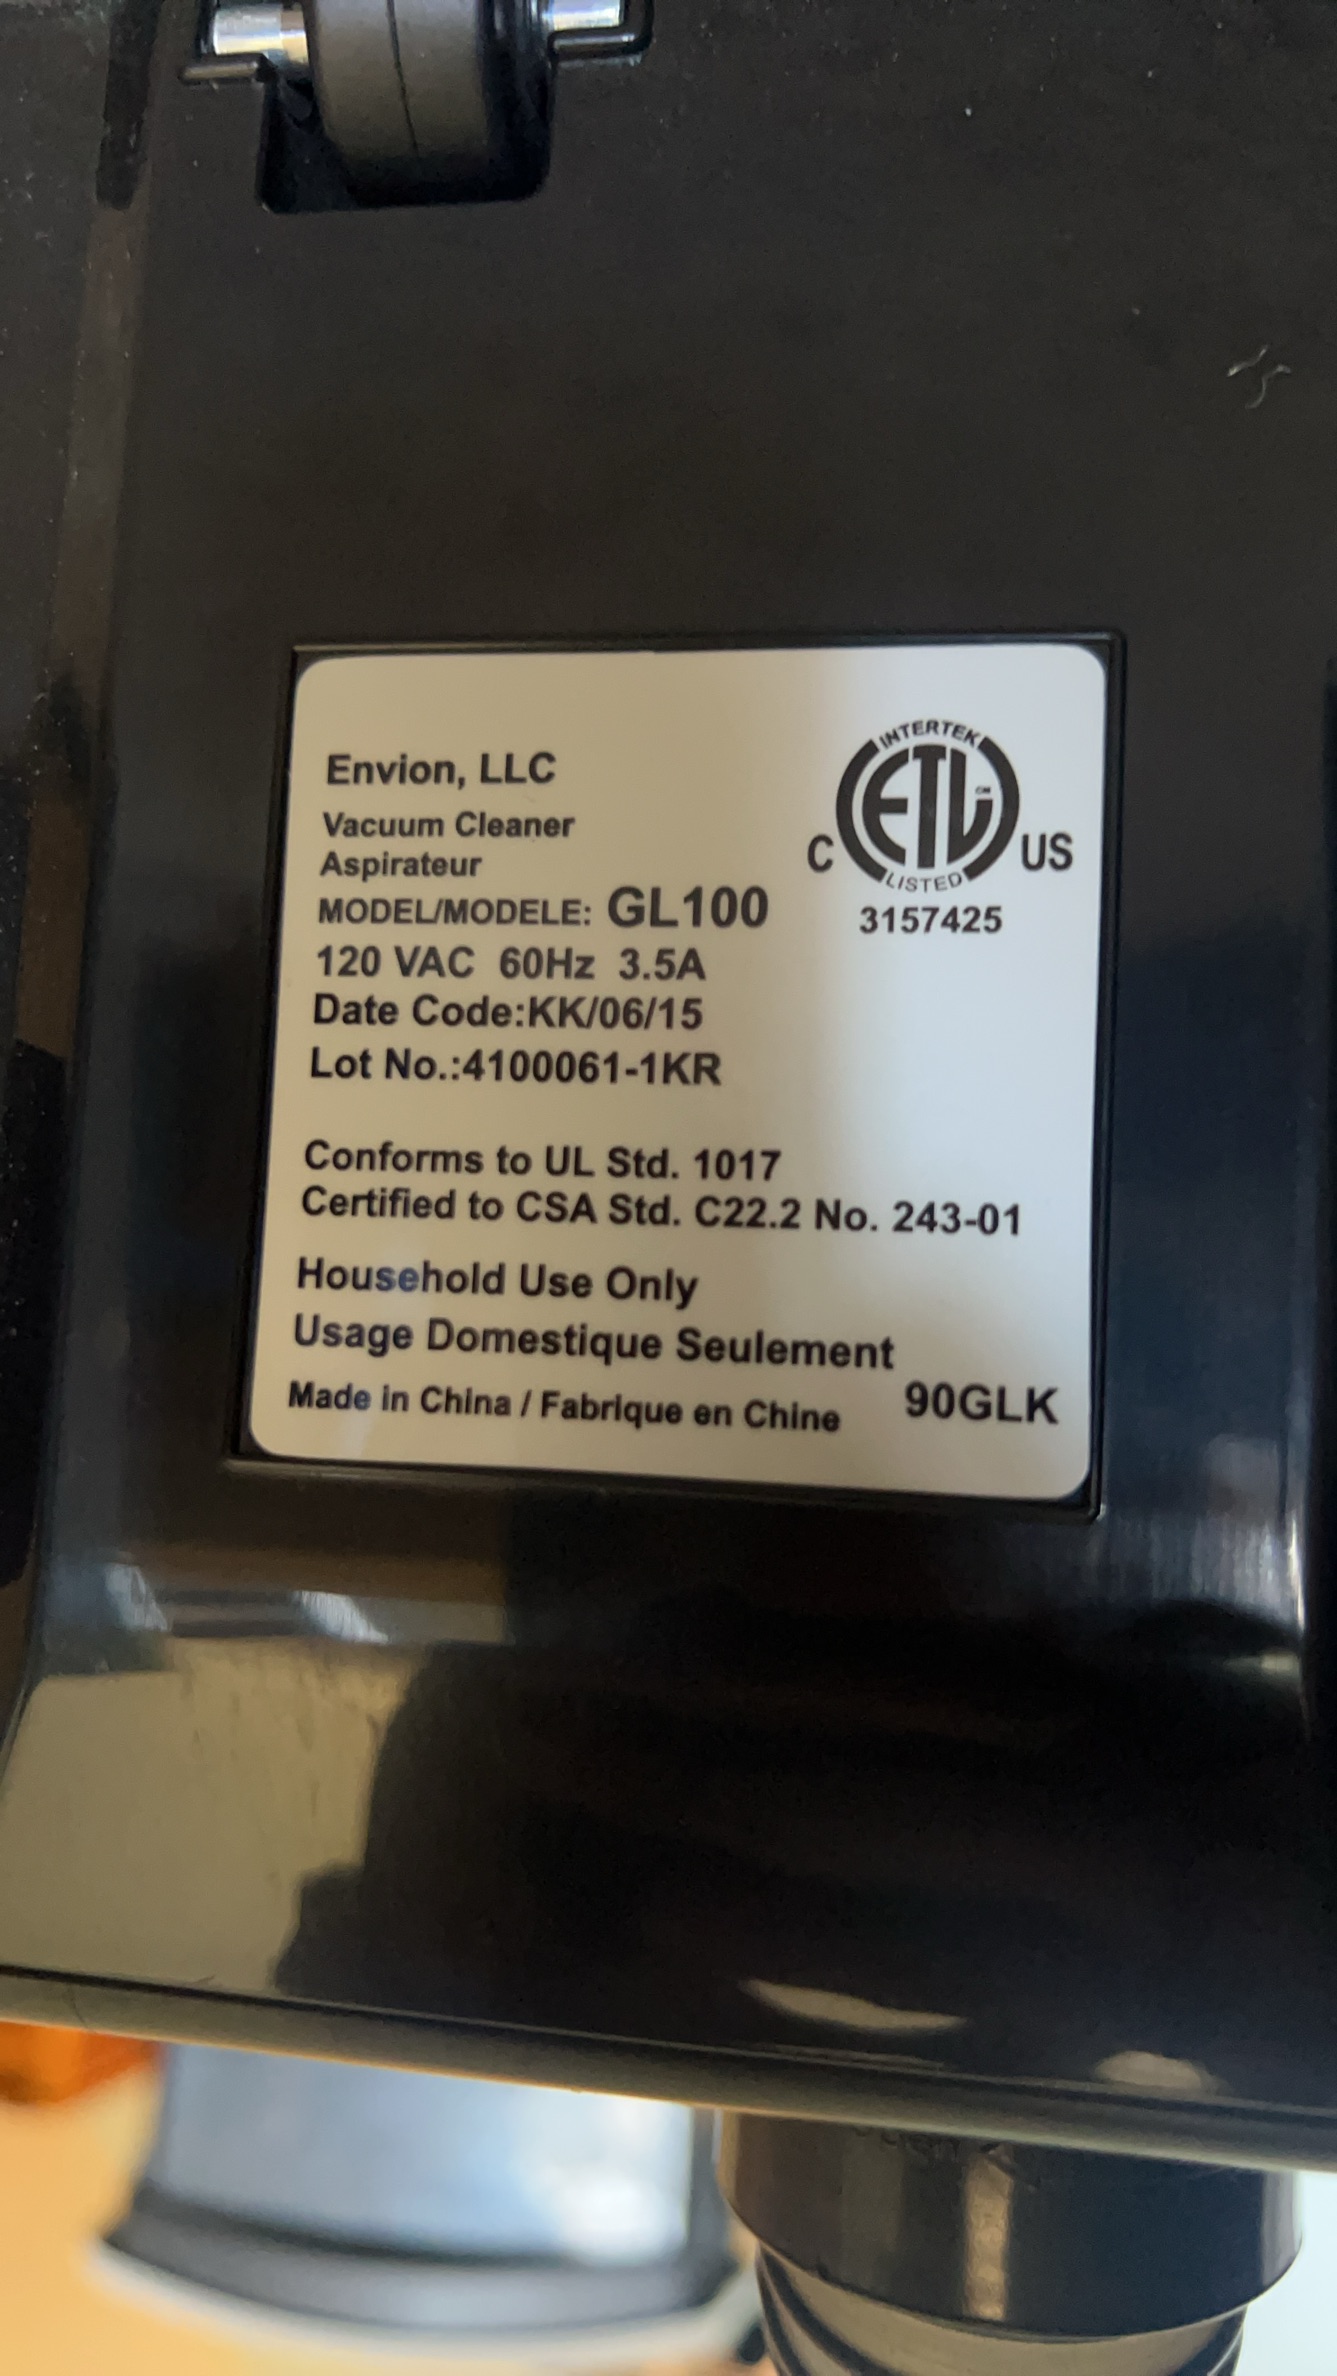 Envion, LLC
Vacuum Cleaner
Aspirateur
MODEL/MODELE: GL100
120 VAC 60Hz 3.5A
Date Code:KK/06/15
Lot No.:4100061-1KR
INTERTEK
ETL CM
LISTED
C US
3157425
Conforms to UL Std. 1017
Certified to CSA Std. C22.2 No. 243-01
Household Use Only
Usage Domestique Seulement
Made in China / Fabrique en Chine 90GLK